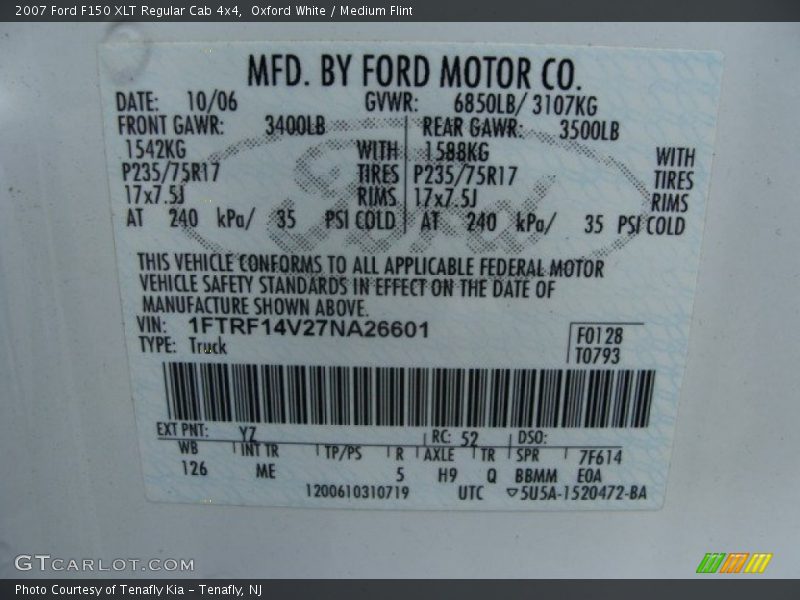 2007 Ford F150 XLT Regular Cab 4x4,  Oxford White / Medium Flint
MFD. BY FORD MOTOR CO.
DATE: 10/06 GVWR: 6850LB/ 3107KG
FRONT GAWR: 3400LB REAR GAWR: 3500LB
1542KG WITH 1588KG WITH
P235/75R17 TIRES P235/75R17 TIRES
17x7.5J RIMS 17x7.5J RIMS
AT 240 kPa/ 35 PSI COLD AT 240 kPa/ 35 PSI COLD
Ford
THIS VEHICLE CONFORMS TO ALL APPLICABLE FEDERAL MOTOR
VEHICLE SAFETY STANDARDS IN EFFECT ON THE DATE OF
MANUFACTURE SHOWN ABOVE.
VIN: 1FTRF14V27NA26601
TYPE: Truck
F0128
T0793
EXT PNT: YZ RC: 52 DSO:
WB INT TR TP/PS R AXLE TR SPR 7F614
126 ME 5 H9 Q BBMM E0A
1200610310719 UTC 5U5A-1520472-BA
GTCARLOT.COM
Photo Courtesy of Tenafly Kia - Tenafly, NJ